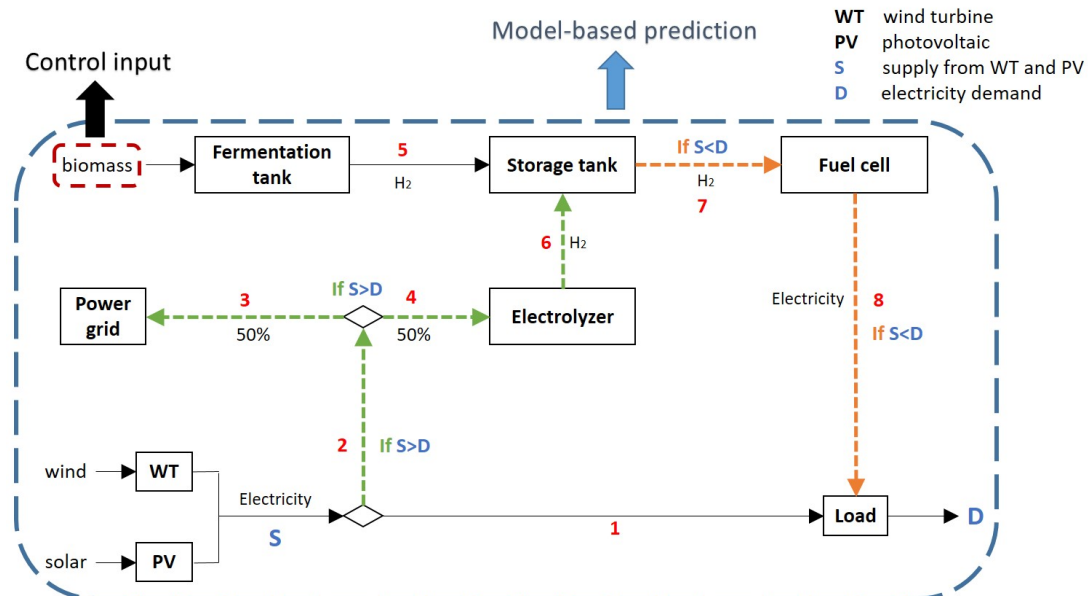 Model-based prediction
WT wind turbine
PV photovoltaic
S supply from WT and PV
D electricity demand
Control input
biomass
Fermentation
tank
5
H₂
Storage tank
If S<D
H₂
7
Fuel cell
6 H₂
Power
grid
3
50%
If S>D
4
50%
Electrolyzer
Electricity 8
If S<D
2 If S>D
wind
WT
Electricity
S
1
Load
D
solar
PV